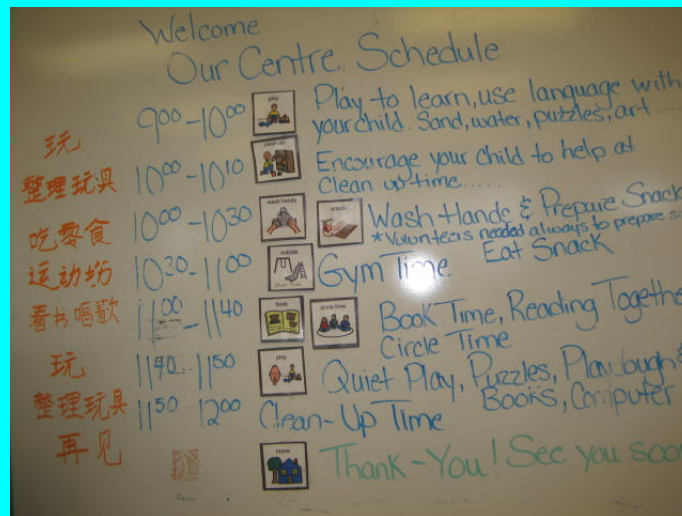 Welcome
Our Centre Schedule
玩 9:00-10:00 play Play to learn, use language with
your child. Sand, water, puzzles, art ....
整理玩具 10:00-10:10 clean up Encourage your child to help at
Clean up time.....
吃零食 10:00-10:30 wash hands snack Wash Hands & Prepare Snack
*Volunteers needed always to prepare
Eat Snack
运动场 10:30-11:00 outside Gym Time
看书,唱歌 11:00-11:40 book circle time Book Time, Reading Together
Circle Time
玩 11:40-11:50 play Quiet Play, Puzzles, Playdough &
Books, Computer
整理玩具 11:50 12:00 Clean-Up Time
再见 home Thank-You! See you soon